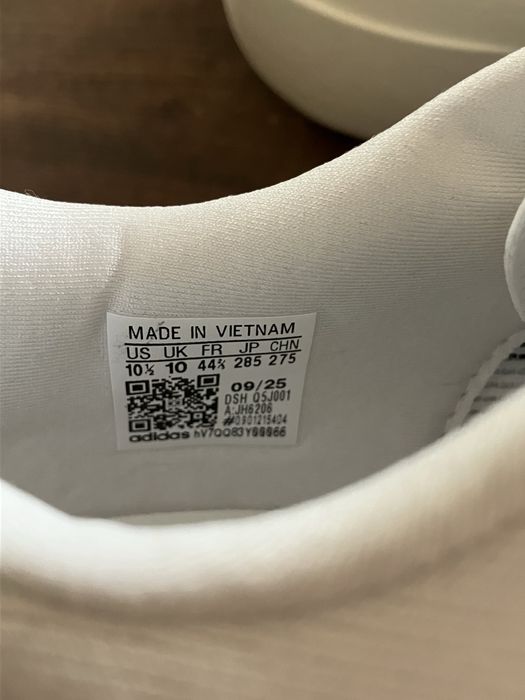 MADE IN VIETNAM
US UK FR JP CHN
10½ 10 44⅔ 285 275
09/25
DSH Q5J001
A:JH6206
#0901215404
adidas